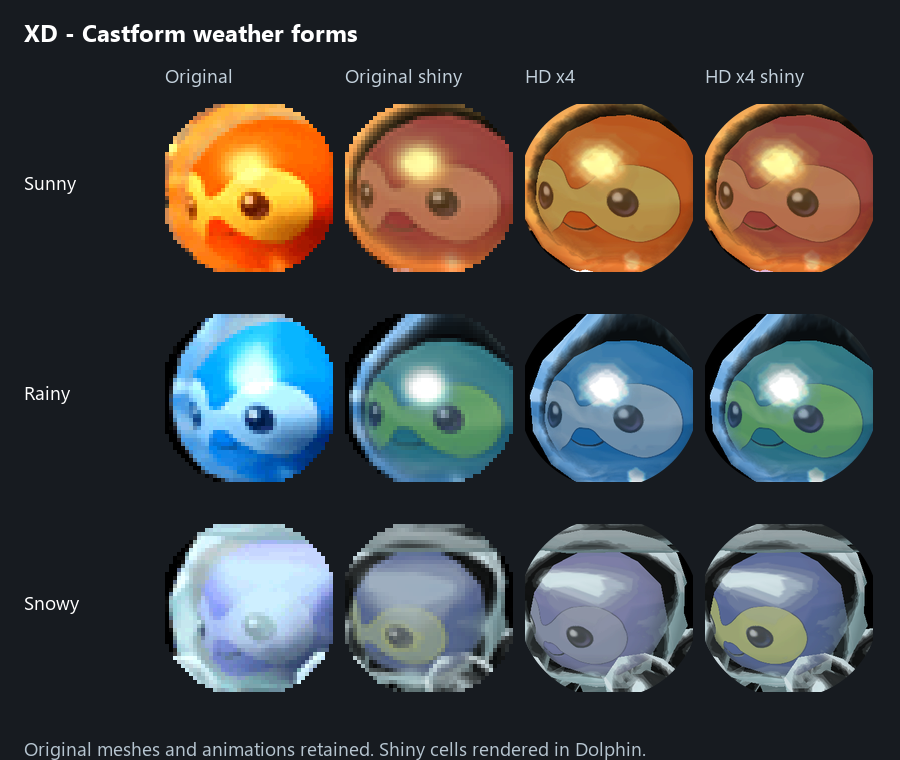 XD - Castform weather forms
Original Original shiny HD x4 HD x4 shiny
Sunny
Rainy
Snowy
Original meshes and animations retained. Shiny cells rendered in Dolphin.